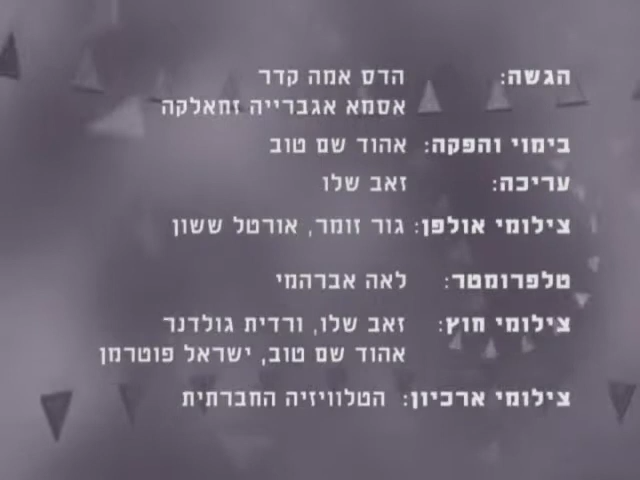 הגשה: הדס אמה קדר
אסמא אגברייה זחאלקה
בימוי והפקה: אהוד שם טוב
עריכה: זאב שלו
צילומי אולפן: גור זומר, אורטל ששון
טלפרומטר: לאה אברהמי
צילומי חוץ: זאב שלו, ורדית גולדנר
אהוד שם טוב, ישראל פוטרמן
צילומי ארכיון: הטלוויזיה החברתית